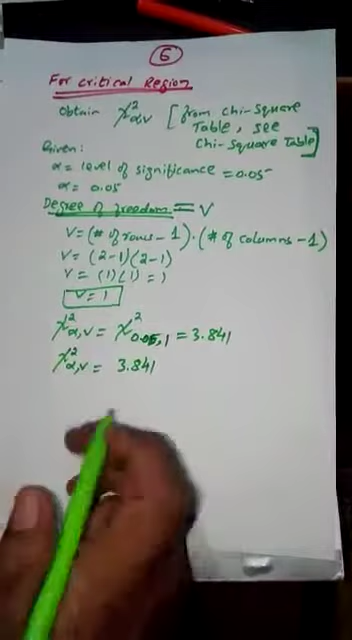 6
For Critical Region
Obtain χ²α,v [from chi-square
Table, see
Chi-Square Table]
Given:
α = level of significance = 0.05
α = 0.05
Degree of freedom = V
V = (# of rows - 1) . (# of columns - 1)
V = (2-1)(2-1)
V = (1)(1) = 1
V = 1
χ²α,v = χ²0.05,1 = 3.841
χ²α,v = 3.841